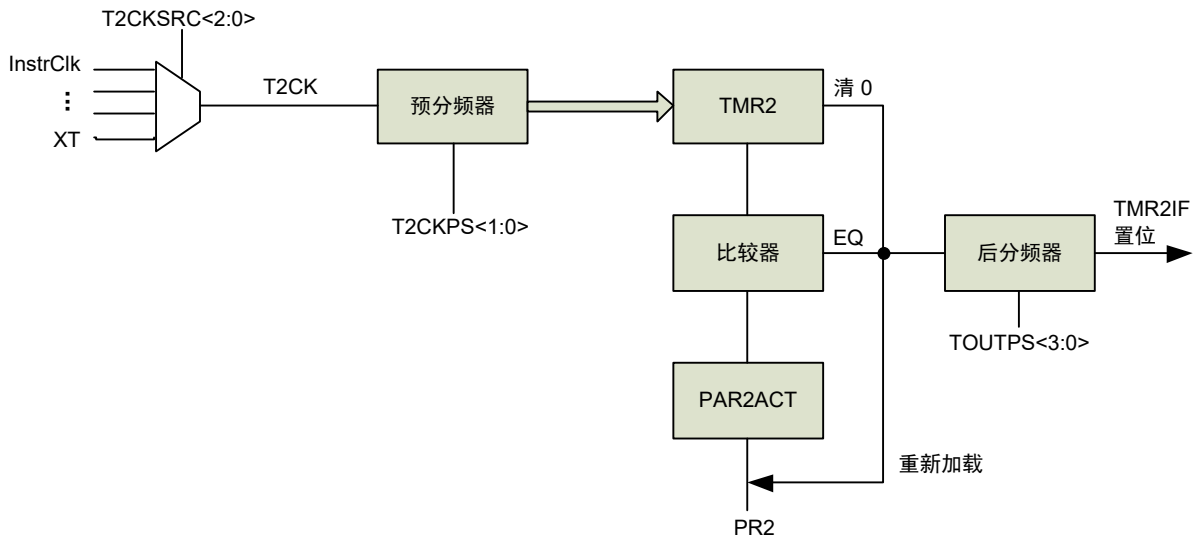 T2CKSRC<2:0>
InstrClk
⋮
XT
T2CK
预分频器
T2CKPS<1:0>
TMR2
清 0
比较器
EQ
后分频器
TMR2IF
置位
TOUTPS<3:0>
PAR2ACT
重新加载
PR2